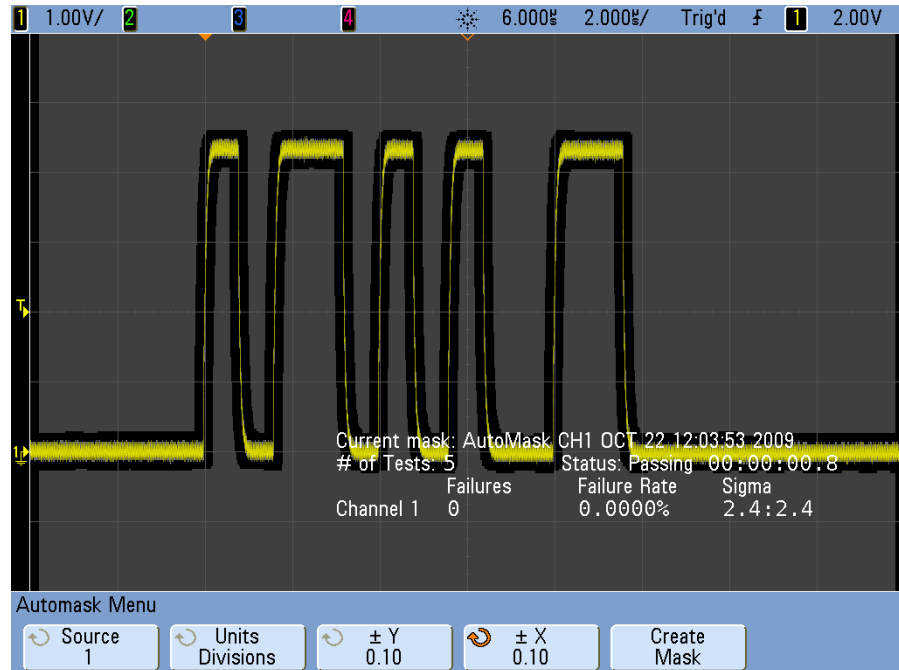 1 1.00V/ 2 3 4 6.000% 2.000%/ Trig'd 1 2.00V
T
1
Current mask: AutoMask CH1 OCT 22 12:03:53 2009
# of Tests: 5 Status: Passing 00:00:00.8
Failures Failure Rate Sigma
Channel 1 0 0.0000% 2.4:2.4
Automask Menu
Source Units ± Y ± X Create
1 Divisions 0.10 0.10 Mask